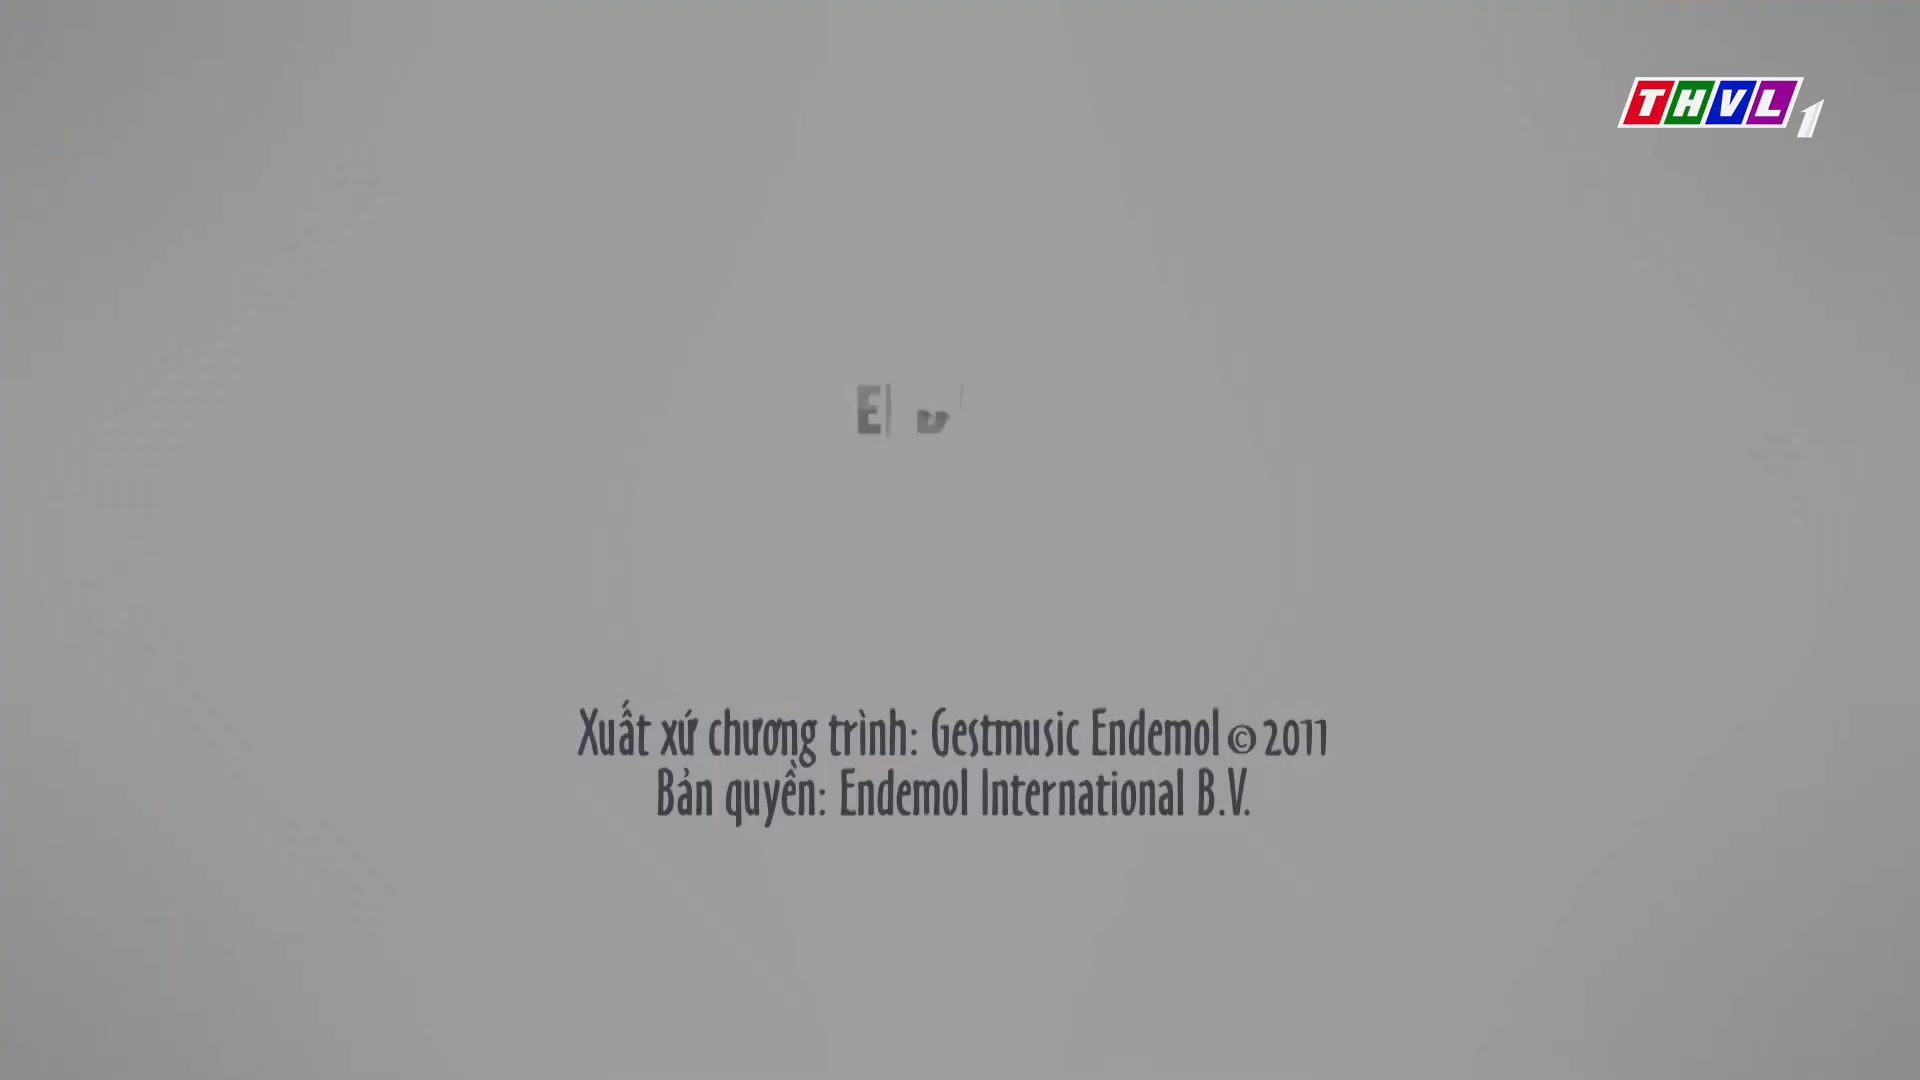 THVL1
Xuất xứ chương trình: Gestmusic Endemol © 2011
Bản quyền: Endemol International B.V.